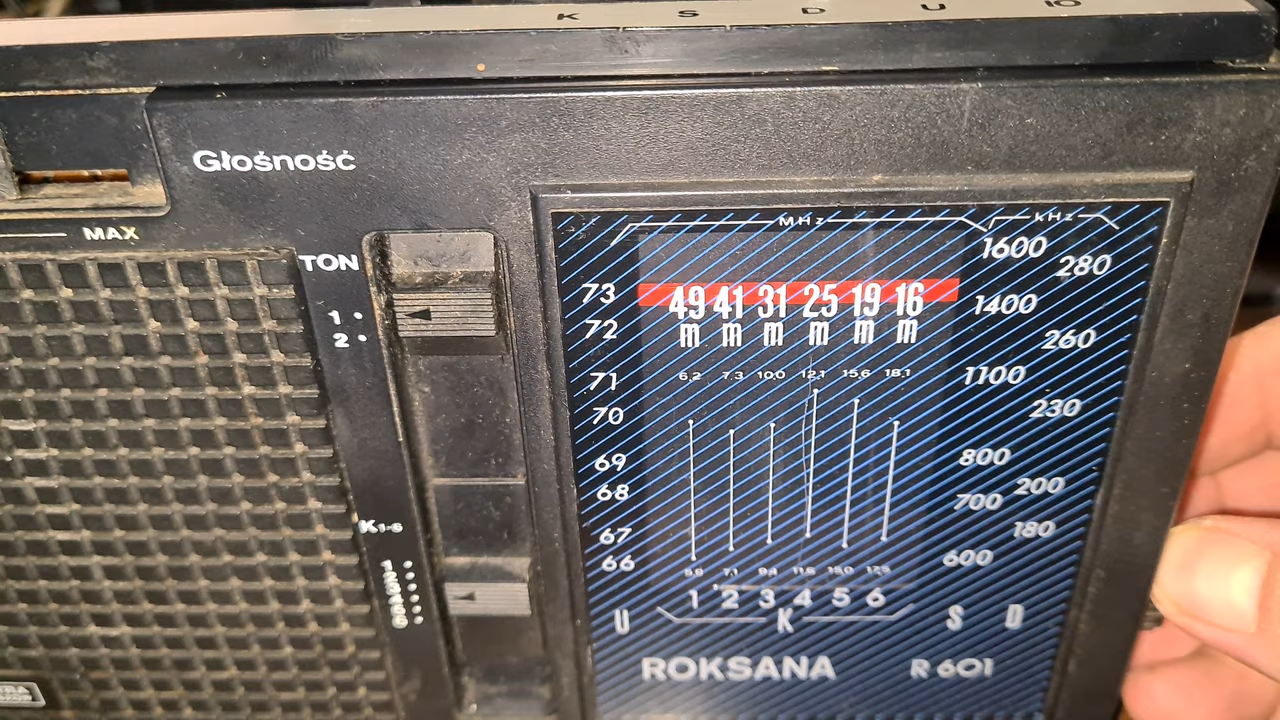 K S D U 10
Głośność
MAX
TON
1
2
K1-6
MHz kHz
73 72 71 70 69 68 67 66
49 41 31 25 19 16
m m m m m m
6,2 7,3 10,0 12,1 15,6 18,1
5,9 7,1 9,4 11,6 15,0 17,5
1 2 3 4 5 6
1600 1400 1100 800 700 600
280 260 230 200 180
U K S D
ROKSANA R 601